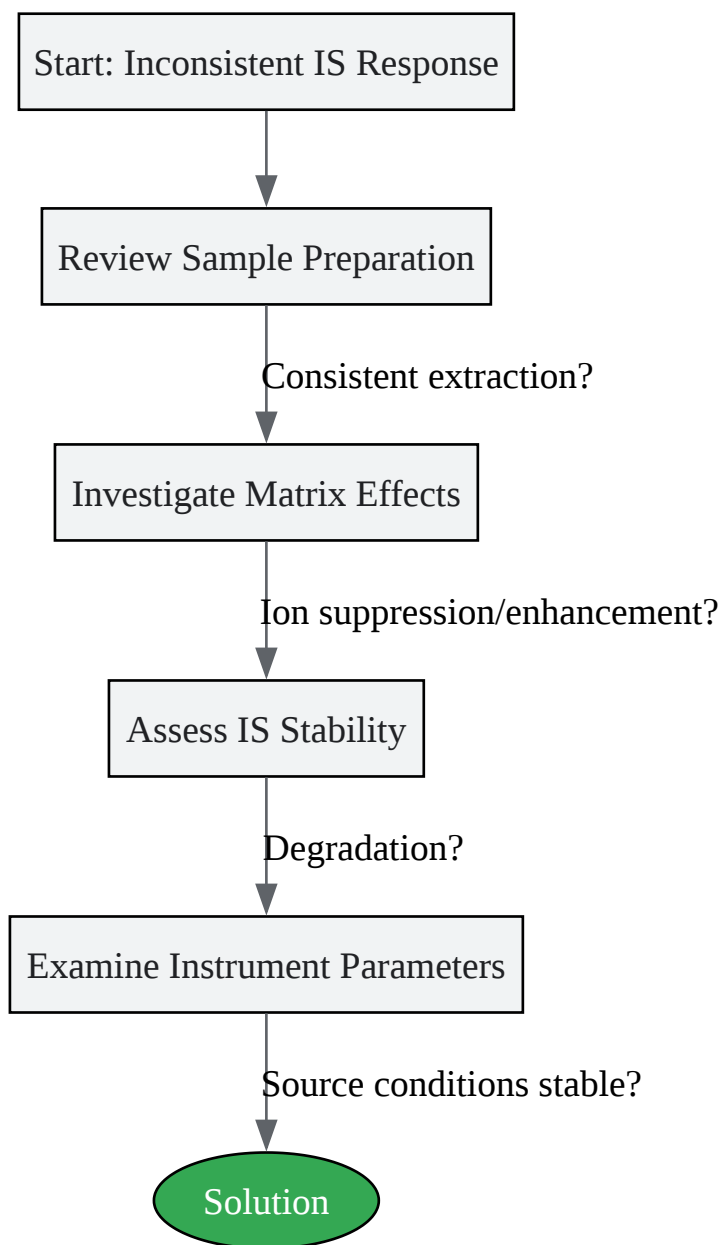 Start: Inconsistent IS Response
Review Sample Preparation
Consistent extraction?
Investigate Matrix Effects
Ion suppression/enhancement?
Assess IS Stability
Degradation?
Examine Instrument Parameters
Source conditions stable?
Solution